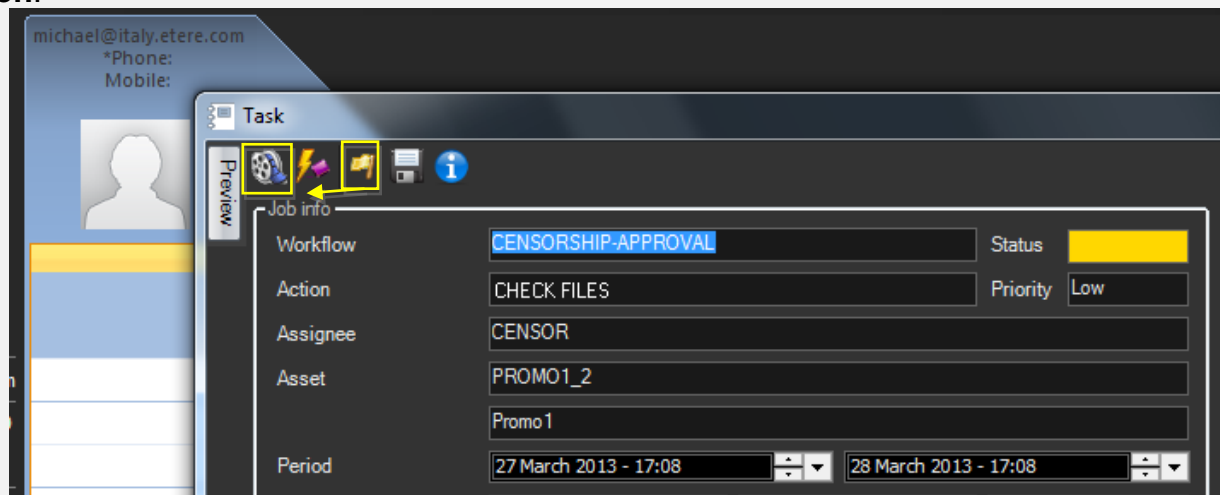 michael@italy.etere.com
*Phone:
Mobile:
Task
Preview
Job info
Workflow CENSORSHIP-APPROVAL Status
Action CHECK FILES Priority Low
Assignee CENSOR
Asset PROMO1_2
Promo1
Period 27 March 2013 - 17:08 28 March 2013 - 17:08